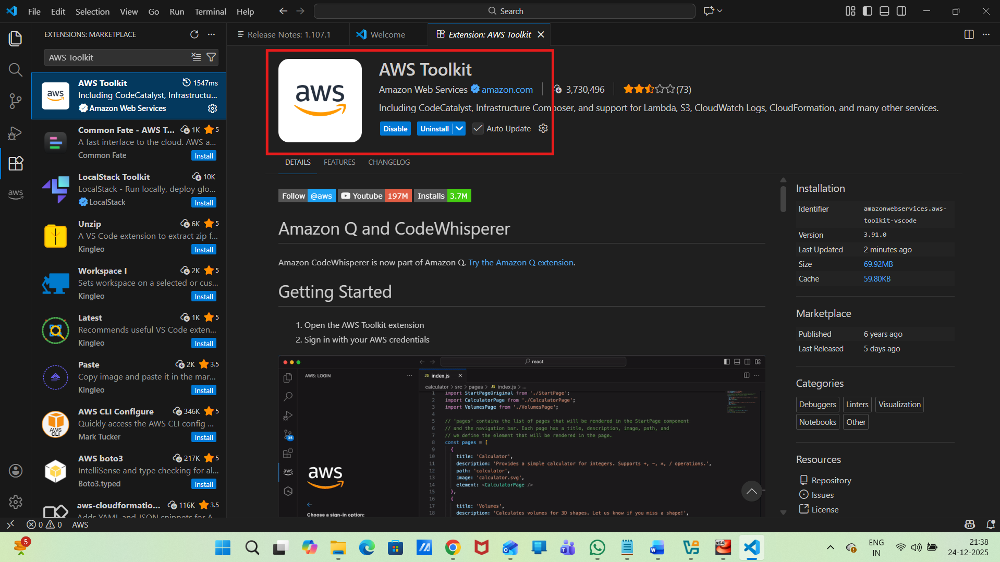 File Edit Selection View Go Run Terminal Help
Search
EXTENSIONS: MARKETPLACE
AWS Toolkit
AWS Toolkit 1547ms
Including CodeCatalyst, Infrastructu...
Amazon Web Services
Common Fate - AWS T... 1K 5
A fast interface to the cloud. AWS a...
Common Fate Install
LocalStack Toolkit 10K
LocalStack - Run locally, deploy glo...
LocalStack Install
Unzip 6K 5
A VS Code extension to extract zip f...
Kingleo Install
Workspace I 2K 5
Sets workspace on a selected or cus...
Kingleo Install
Latest 1K 5
Recommends useful VS Code exten...
Kingleo Install
Paste 2K 3.5
Copy image and paste it in the mar...
Kingleo Install
AWS CLI Configure 346K 5
Quickly access the AWS CLI config ...
Mark Tucker Install
AWS boto3 217K 5
IntelliSense and type checking for al...
Boto3.typed Install
aws-cloudformatio... 116K 3.5
Adds YAML and JSON snippets for A...
aws
aws
AWS
CLI
Release Notes: 1.107.1 Welcome Extension: AWS Toolkit
aws
AWS Toolkit
Amazon Web Services amazon.com 3,730,496 (73)
Including CodeCatalyst, Infrastructure Composer, and support for Lambda, S3, CloudWatch Logs, CloudFormation, and many other services.
Disable Uninstall Auto Update
DETAILS FEATURES CHANGELOG
Follow @aws Youtube 197M Installs 3.7M
Amazon Q and CodeWhisperer
Amazon CodeWhisperer is now part of Amazon Q. Try the Amazon Q extension.
Getting Started
1. Open the AWS Toolkit extension
2. Sign in with your AWS credentials
react
AWS: LOGIN
JS index.js
calculator > src > pages > JS index.js > ...
1 import StartPageOriginal from './StartPage';
2 import CalculatorPage from './CalculatorPage';
3 import VolumesPage from './VolumesPage';
4
5 // 'pages' contains the list of pages that will be rendered in the StartPage component
6 // and the navigation bar. Each page has a title, description, image, path, and
7 // we define the element that will be rendered in the page.
8 const pages = [
9 {
10 title: 'Calculator',
11 description: 'Provides a simple calculator for integers. Supports +, -, *, / operations.',
12 path: 'calculator',
13 image: 'calculator.svg',
14 element: <CalculatorPage />
15 },
16 {
17 title: 'Volumes',
18 description: 'Calculates volumes for 3D shapes. Let us know if you miss a shape!',
35
aws
aws
Choose a sign-in option:
Installation
Identifier amazonwebservices.aws-
toolkit-vscode
Version 3.91.0
Last Updated 2 minutes ago
Size 69.92MB
Cache 59.80KB
Marketplace
Published 6 years ago
Last Released 5 days ago
Categories
Debuggers Linters Visualization
Notebooks Other
Resources
Repository
Issues
License
0 0 AWS
5
x64
ENG
IN
21:38
24-12-2025